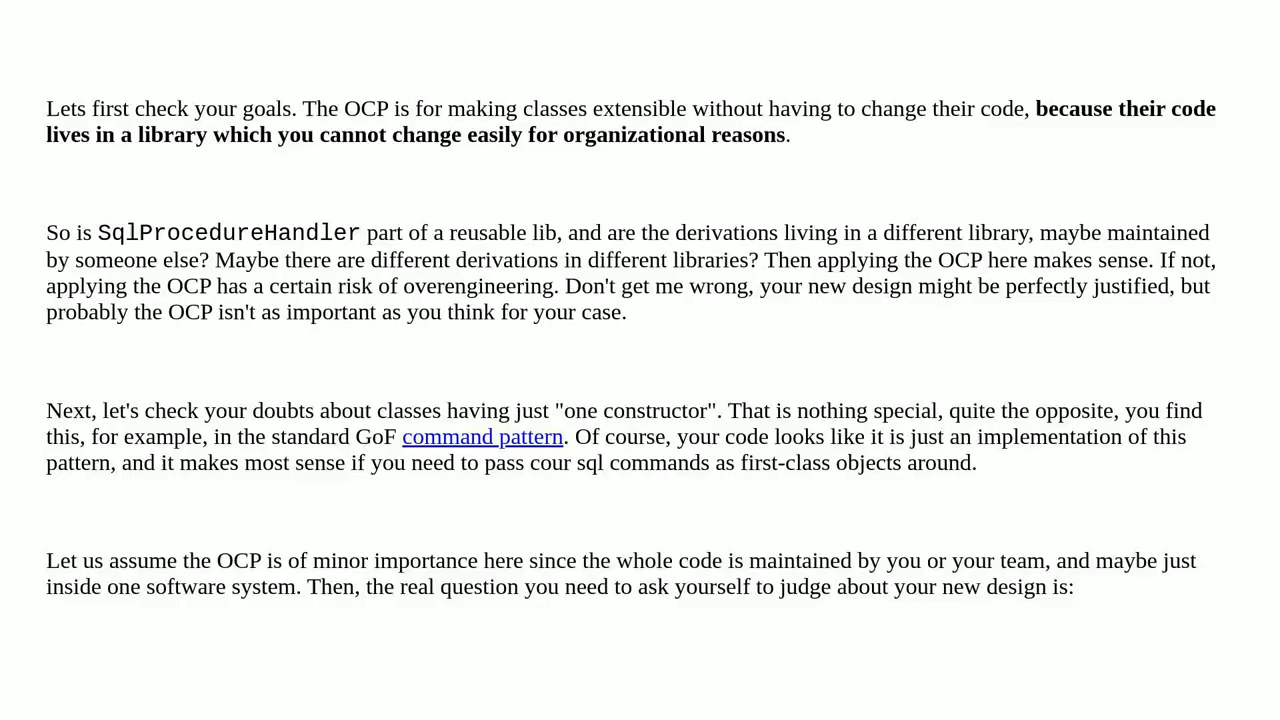 Lets first check your goals. The OCP is for making classes extensible without having to change their code, because their code
lives in a library which you cannot change easily for organizational reasons.
So is SqlProcedureHandler part of a reusable lib, and are the derivations living in a different library, maybe maintained
by someone else? Maybe there are different derivations in different libraries? Then applying the OCP here makes sense. If not,
applying the OCP has a certain risk of overengineering. Don't get me wrong, your new design might be perfectly justified, but
probably the OCP isn't as important as you think for your case.
Next, let's check your doubts about classes having just "one constructor". That is nothing special, quite the opposite, you find
this, for example, in the standard GoF command pattern. Of course, your code looks like it is just an implementation of this
pattern, and it makes most sense if you need to pass cour sql commands as first-class objects around.
Let us assume the OCP is of minor importance here since the whole code is maintained by you or your team, and maybe just
inside one software system. Then, the real question you need to ask yourself to judge about your new design is: